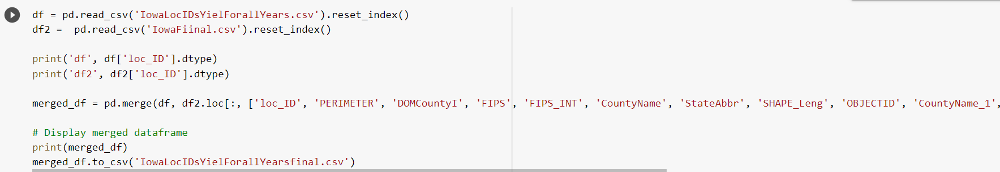 df = pd.read_csv('IowaLocIDsYielForallYears.csv').reset_index()
df2 =  pd.read_csv('IowaFiinal.csv').reset_index()
print('df', df['loc_ID'].dtype)
print('df2', df2['loc_ID'].dtype)
merged_df = pd.merge(df, df2.loc[:, ['loc_ID', 'PERIMETER', 'DOMCountyI', 'FIPS', 'FIPS_INT', 'CountyName', 'StateAbbr', 'SHAPE_Leng', 'OBJECTID', 'CountyName_1',
# Display merged dataframe
print(merged_df)
merged_df.to_csv('IowaLocIDsYielForallYearsfinal.csv')